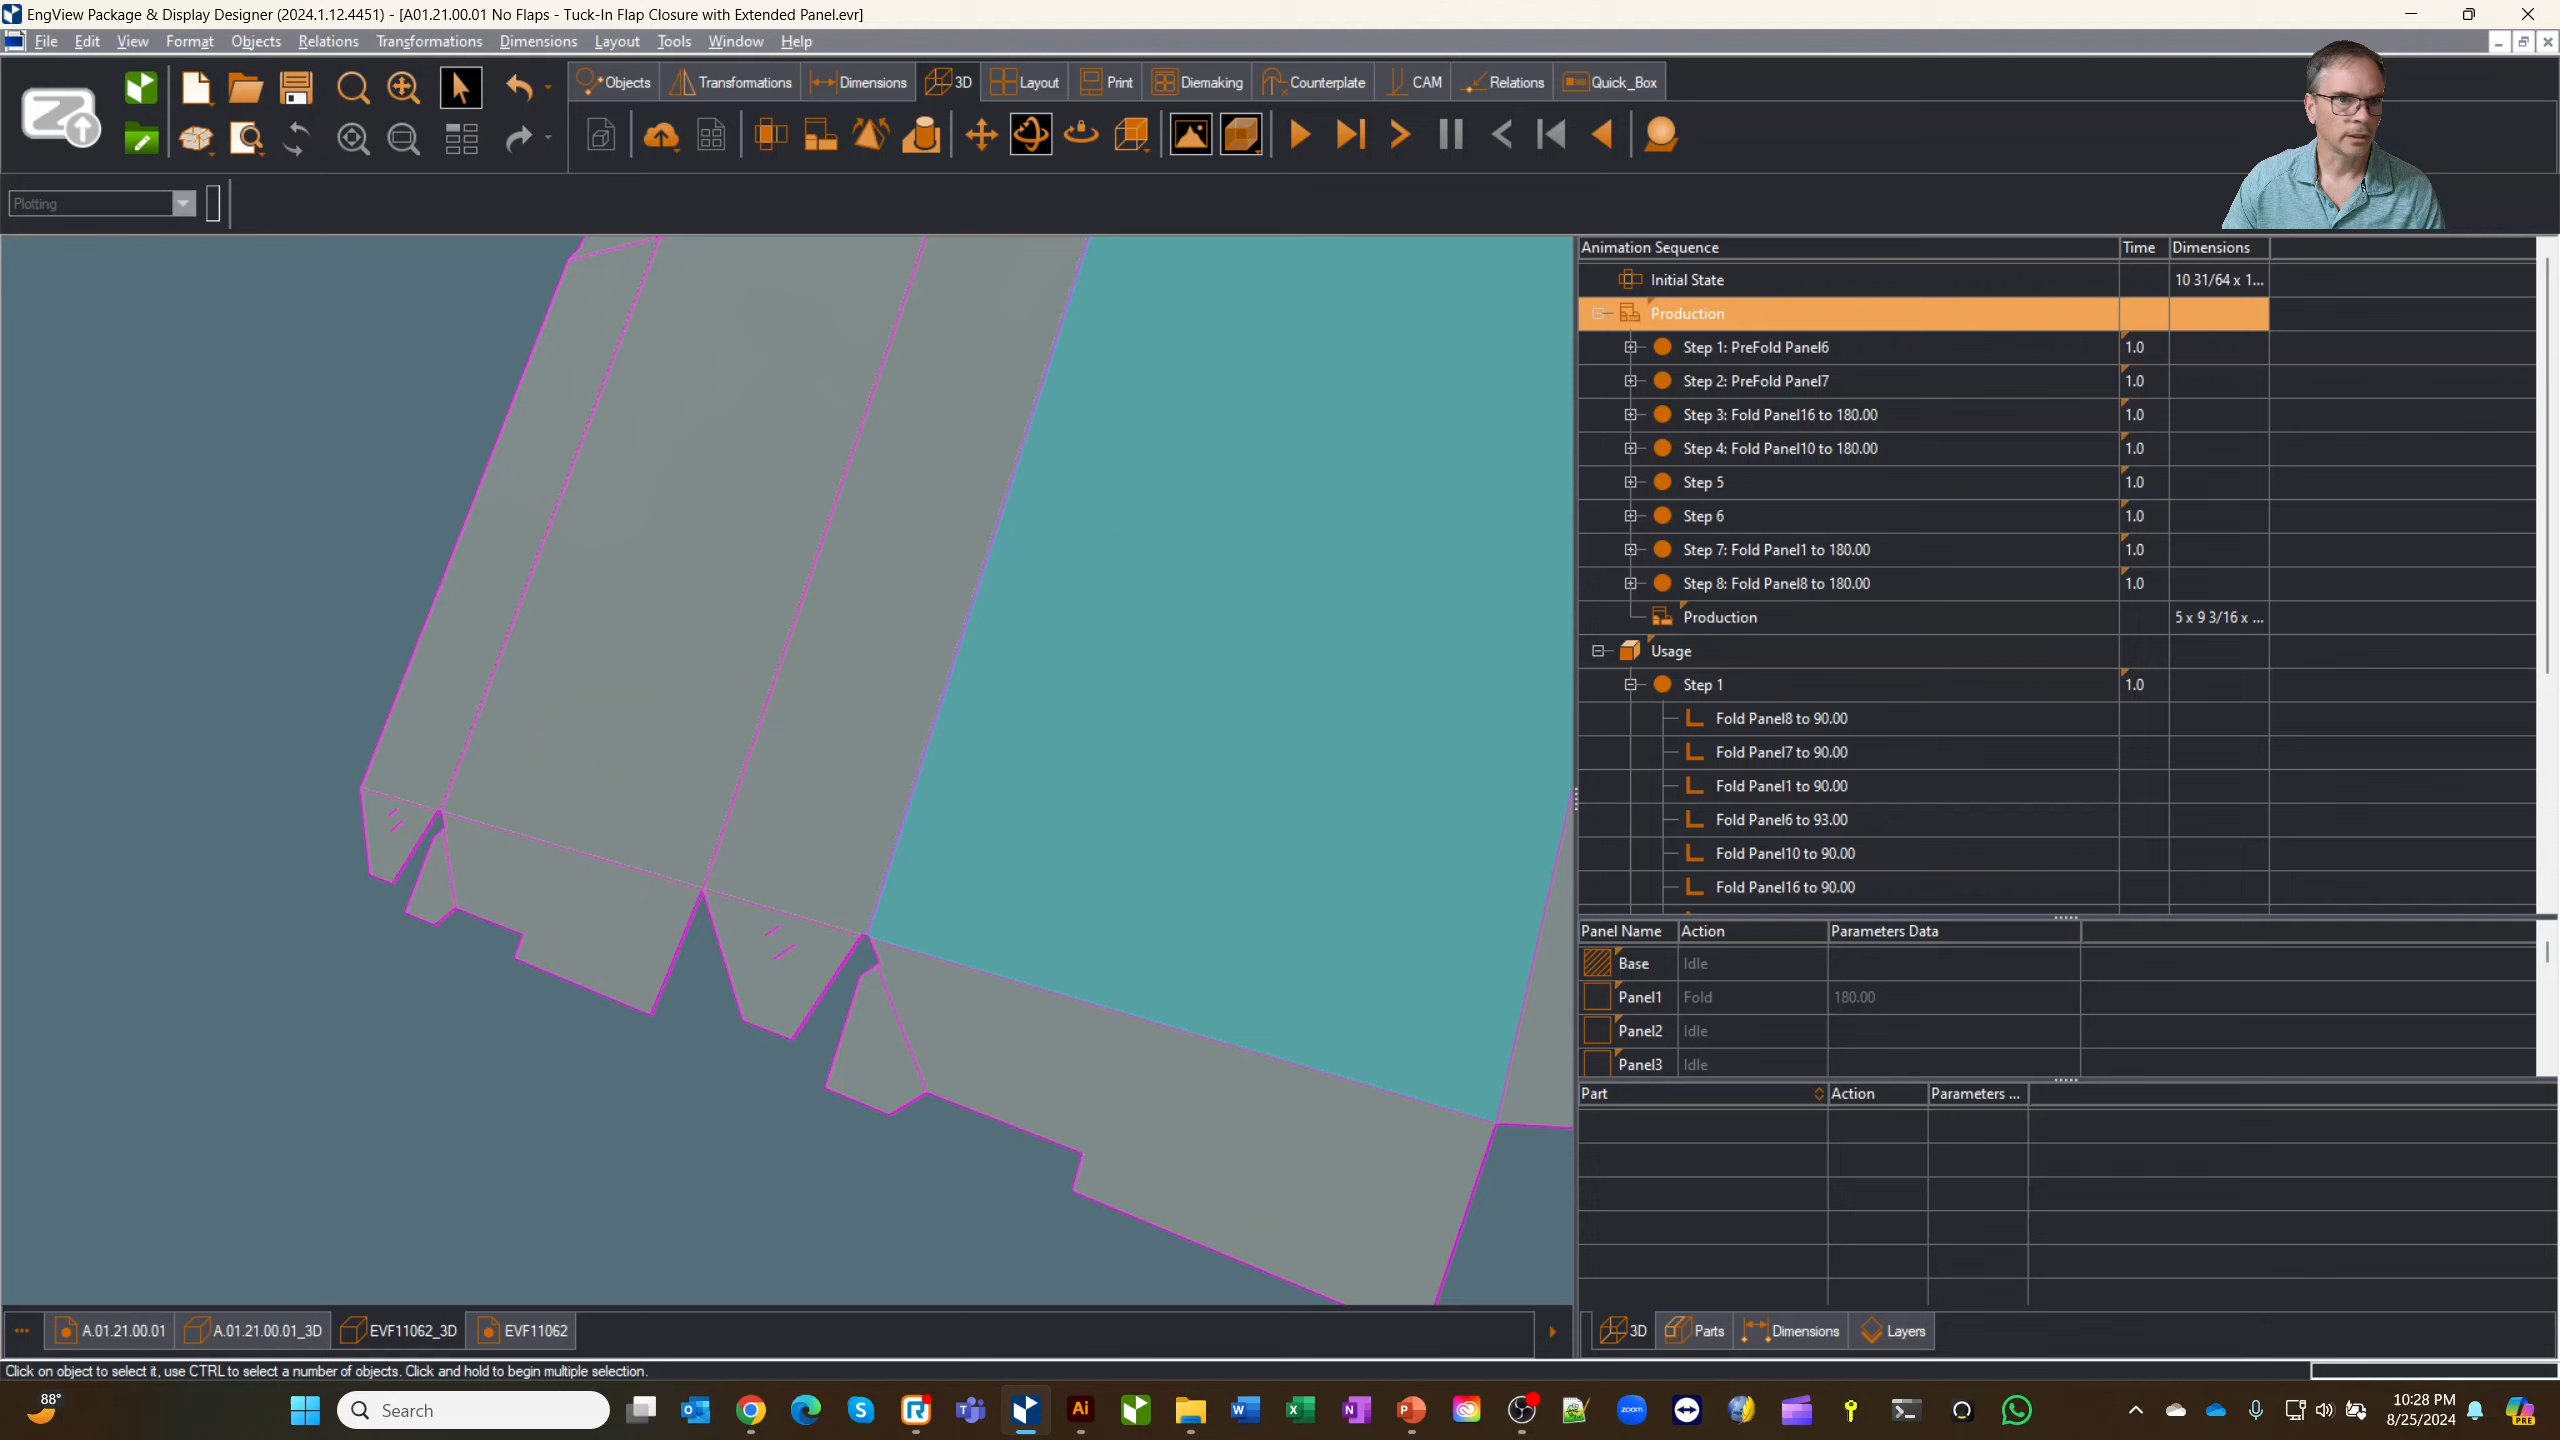 EngView Package & Display Designer (2024.1.12.4451) - [A01.21.00.01 No Flaps - Tuck-In Flap Closure with Extended Panel.evr]
File Edit View Format Objects Relations Transformations Dimensions Layout Tools Window Help
Objects Transformations Dimensions 3D Layout Print Diemaking Counterplate CAM Relations Quick_Box
Plotting
Animation Sequence Time Dimensions
Initial State 10 31/64 x 1...
Production
Step 1: PreFold Panel6 1.0
Step 2: PreFold Panel7 1.0
Step 3: Fold Panel16 to 180.00 1.0
Step 4: Fold Panel10 to 180.00 1.0
Step 5 1.0
Step 6 1.0
Step 7: Fold Panel1 to 180.00 1.0
Step 8: Fold Panel8 to 180.00 1.0
Production 5 x 9 3/16 x ...
Usage
Step 1 1.0
Fold Panel8 to 90.00
Fold Panel7 to 90.00
Fold Panel1 to 90.00
Fold Panel6 to 93.00
Fold Panel10 to 90.00
Fold Panel16 to 90.00
Panel Name Action Parameters Data
Base Idle
Panel1 Fold 180.00
Panel2 Idle
Panel3 Idle
Part Action Parameters ...
... A.01.21.00.01 A.01.21.00.01_3D EVF11062_3D EVF11062
3D Parts Dimensions Layers
Click on object to select it, use CTRL to select a number of objects. Click and hold to begin multiple selection.
88°
Search
Ai
zoom
PRE
10:28 PM
8/25/2024